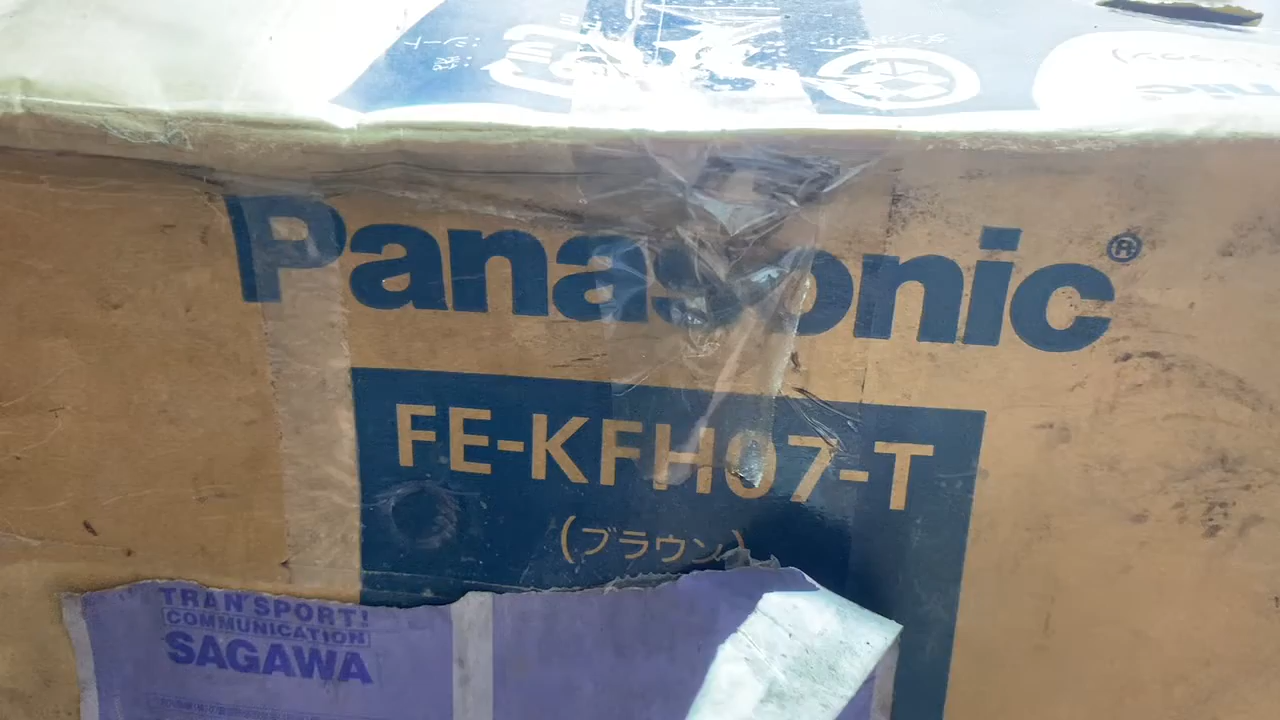 Panasonic®
FE-KFH07-T
(ブラウン)
TRANSPORT!
COMMUNICATION
SAGAWA